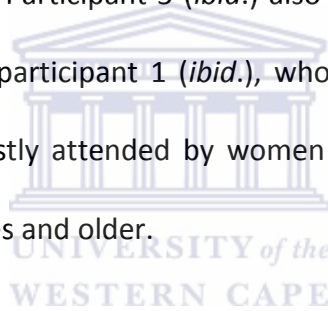 Participant 3 (ibid.) also
participant 1 (ibid.), who
stly attended by women
es and older.
UNIVERSITY of the
WESTERN CAPE